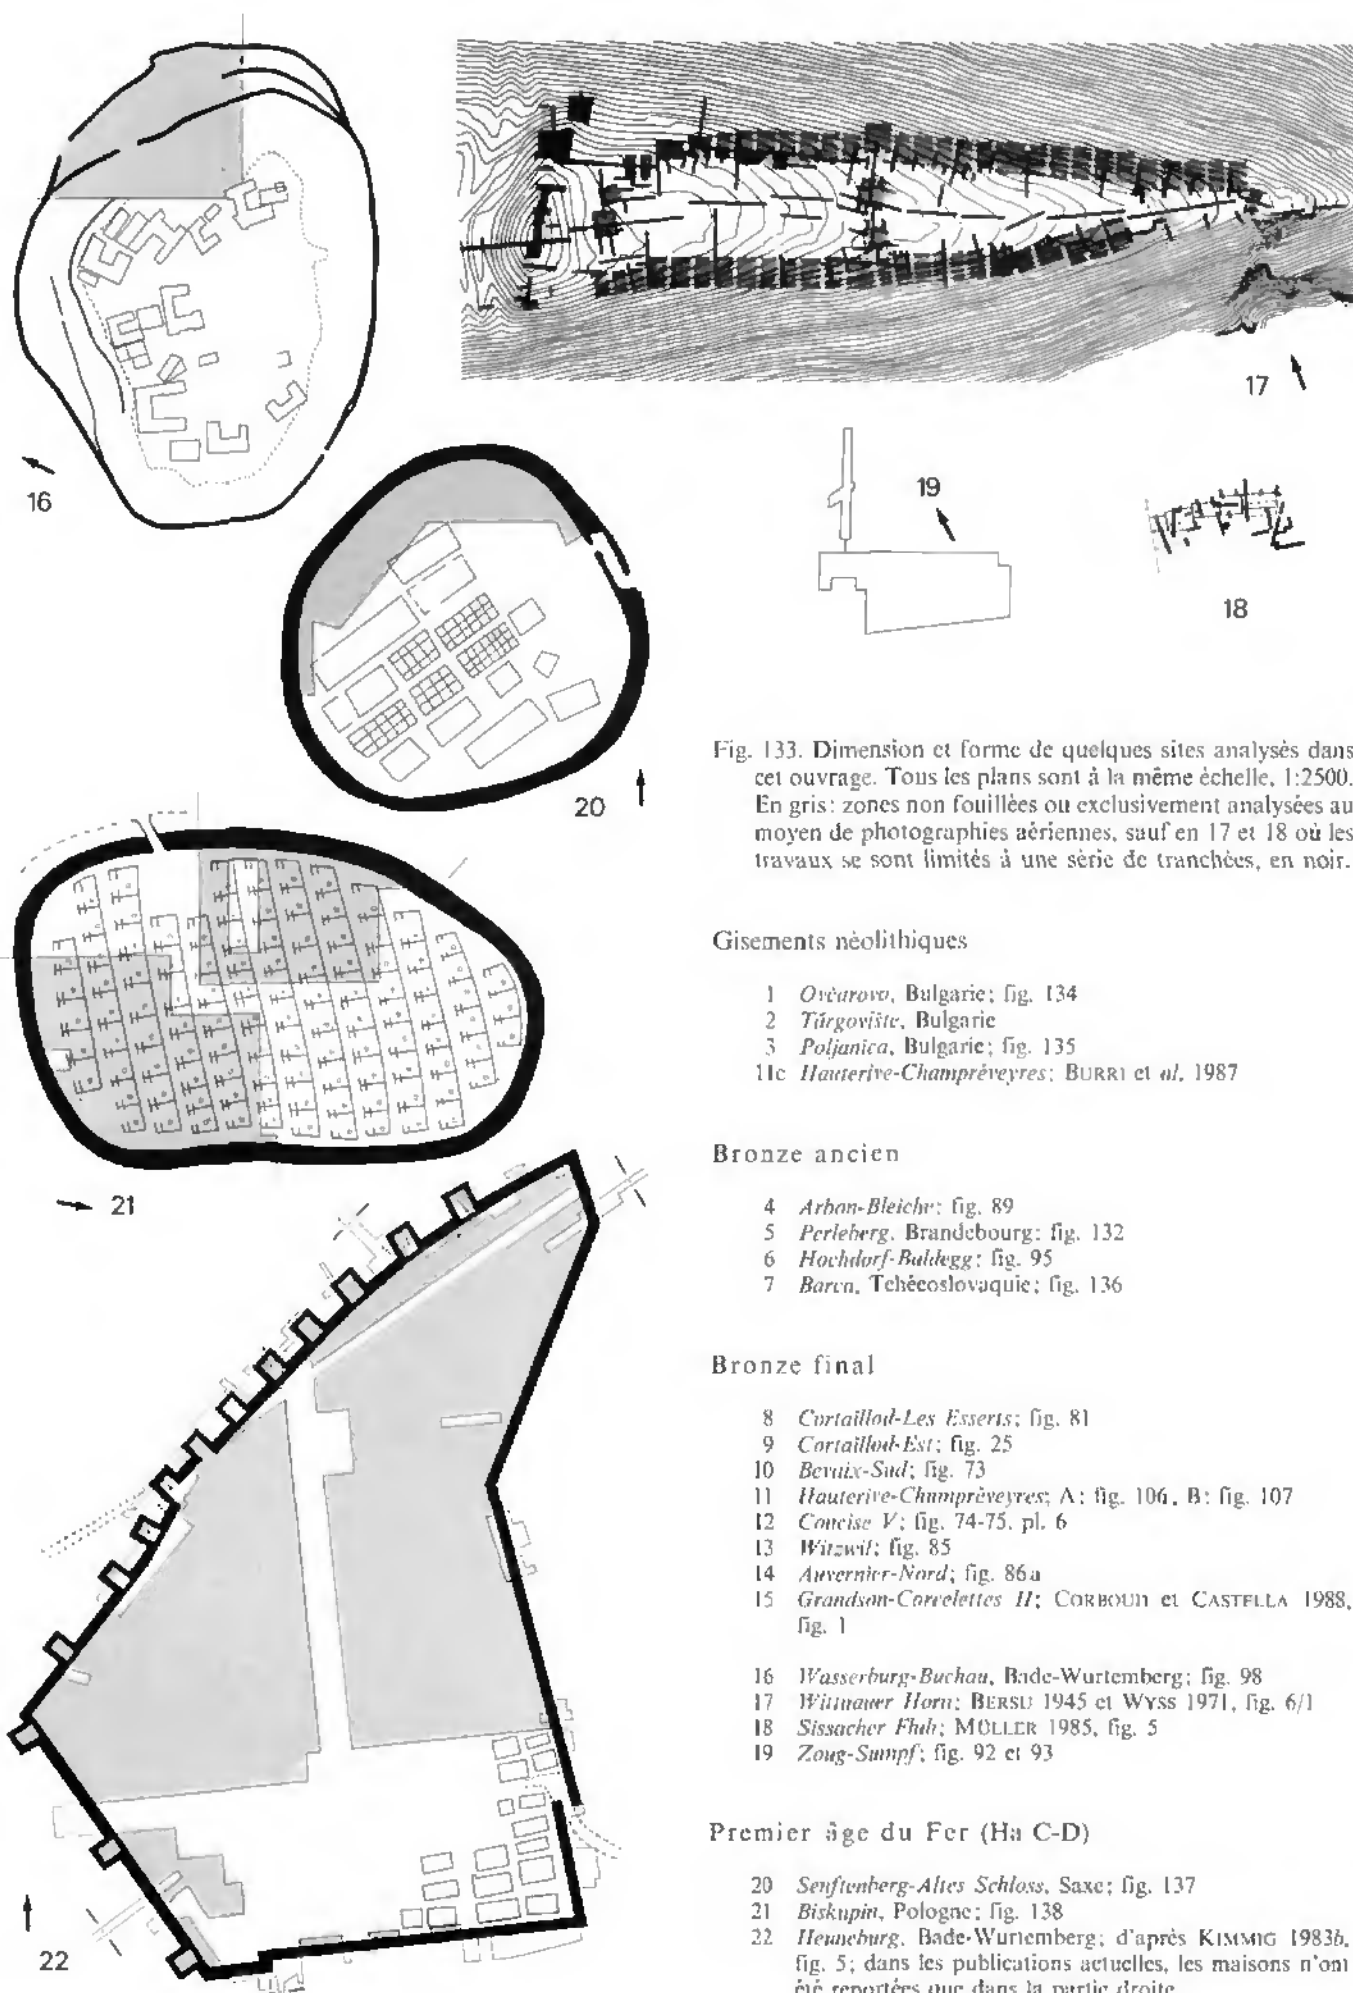 16
17
19
18
20
21
22
Fig. 133. Dimension et forme de quelques sites analysés dans
cet ouvrage. Tous les plans sont à la même échelle, 1:2500.
En gris: zones non fouillées ou exclusivement analysées au
moyen de photographies aériennes, sauf en 17 et 18 où les
travaux se sont limités à une série de tranchées, en noir.
Gisements néolithiques
1 Ovčarovo, Bulgarie; fig. 134
2 Târgovište, Bulgarie
3 Poljanica, Bulgarie; fig. 135
11c Hauterive-Champréveyres; BURRI et al. 1987
Bronze ancien
4 Arbon-Bleiche; fig. 89
5 Perleberg, Brandebourg; fig. 132
6 Hochdorf-Baldegg; fig. 95
7 Barca, Tchécoslovaquie; fig. 136
Bronze final
8 Cortaillod-Les Esserts; fig. 81
9 Cortaillod-Est; fig. 25
10 Bevaix-Sud; fig. 73
11 Hauterive-Champréveyres; A: fig. 106, B: fig. 107
12 Concise V; fig. 74-75, pl. 6
13 Witzwil; fig. 85
14 Auvernier-Nord; fig. 86a
15 Grandson-Corcelettes II; CORBOUD et CASTELLA 1988,
fig. 1
16 Wasserburg-Buchau, Bade-Wurtemberg; fig. 98
17 Wittnauer Horn; BERSU 1945 et WYSS 1971, fig. 6/1
18 Sissacher Fluh; MÜLLER 1985, fig. 5
19 Zoug-Sumpf; fig. 92 et 93
Premier âge du Fer (Ha C-D)
20 Senftenberg-Altes Schloss, Saxe; fig. 137
21 Biskupin, Pologne; fig. 138
22 Heuneburg, Bade-Wurtemberg; d'après KIMMIG 1983b,
fig. 5; dans les publications actuelles, les maisons n'ont
été reportées que dans la partie droite